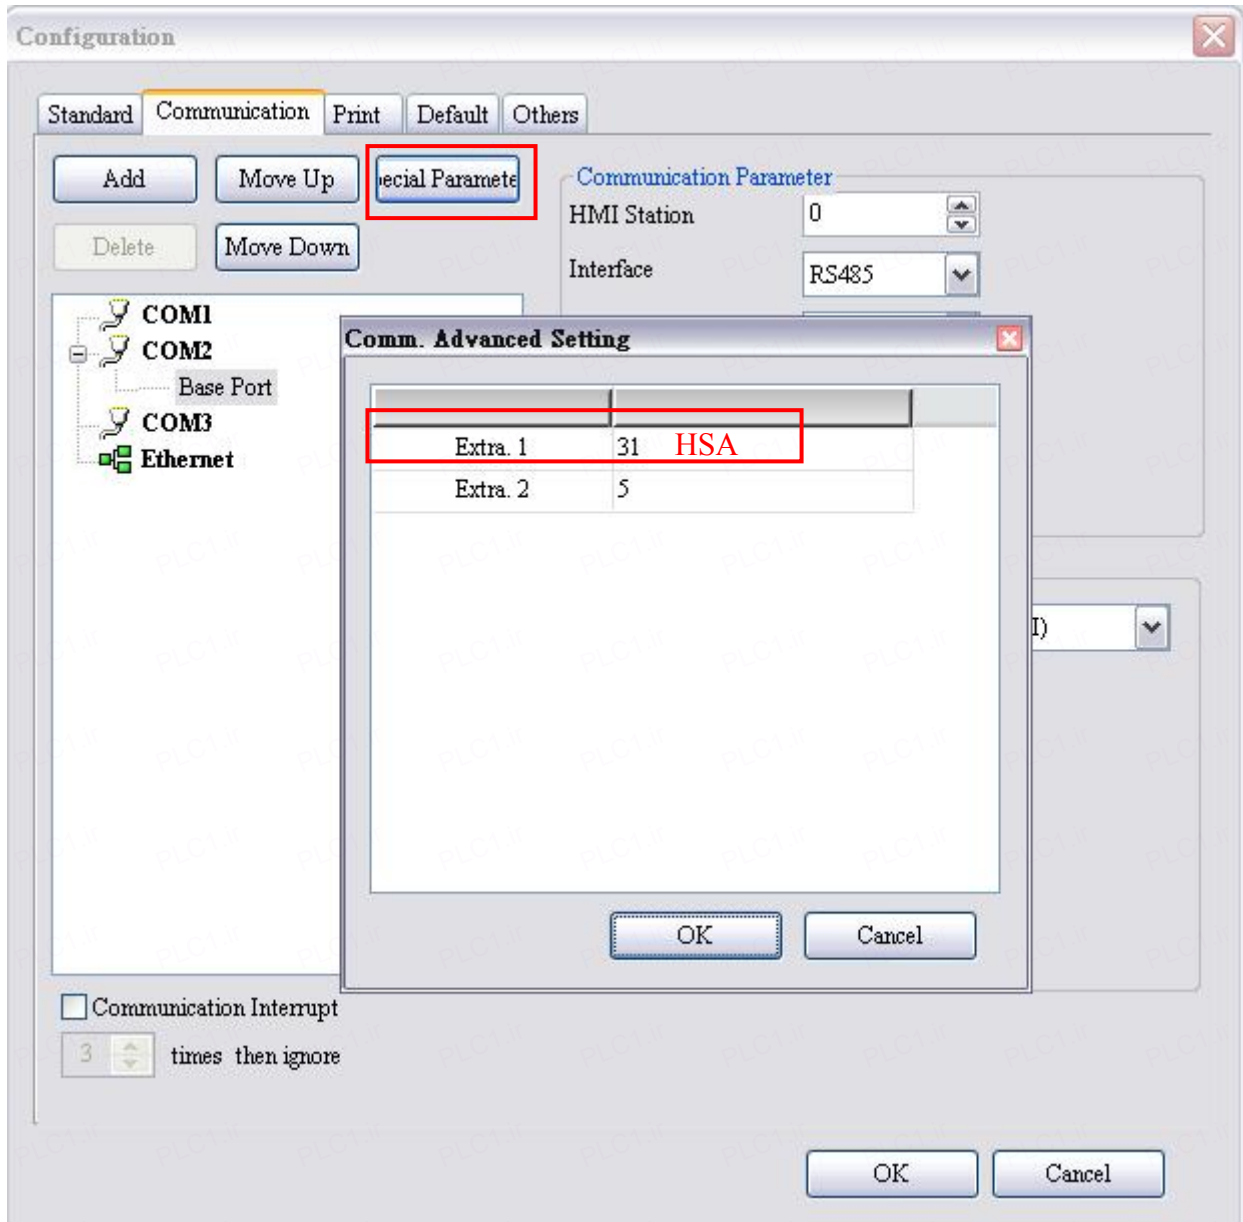 Configuration
Standard Communication Print Default Others
Add Move Up ecial Paramete
Delete Move Down
Communication Parameter
HMI Station 0
Interface RS485
COM1
COM2
Base Port
COM3
Ethernet
Comm. Advanced Setting
Extra. 1 31 HSA
Extra. 2 5
I)
OK Cancel
Communication Interrupt
3 times then ignore
OK Cancel